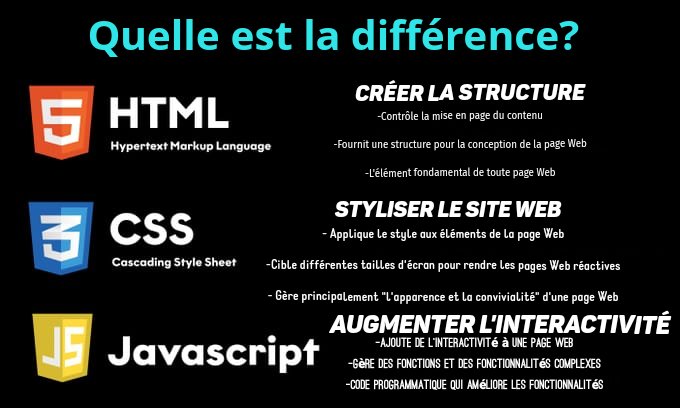 Quelle est la différence?
5
HTML
Hypertext Markup Language
CRÉER LA STRUCTURE
-Contrôle la mise en page du contenu
-Fournit une structure pour la conception de la page Web
-L'élément fondamental de toute page Web
3
CSS
Cascading Style Sheet
STYLISER LE SITE WEB
- Applique le style aux éléments de la page Web
-Cible différentes tailles d'écran pour rendre les pages Web réactives
- Gère principalement "l'apparence et la convivialité" d'une page Web
JS
Javascript
AUGMENTER L'INTERACTIVITÉ
-AJOUTE DE L'INTERACTIVITé à UNE PAGE WEB
-GèRE DES FONCTIONS ET DES FONCTIONNALITéS COMPLEXES
-CODE PROGRAMMATIQUE QUI AMéLIORE LES FONCTIONNALITéS